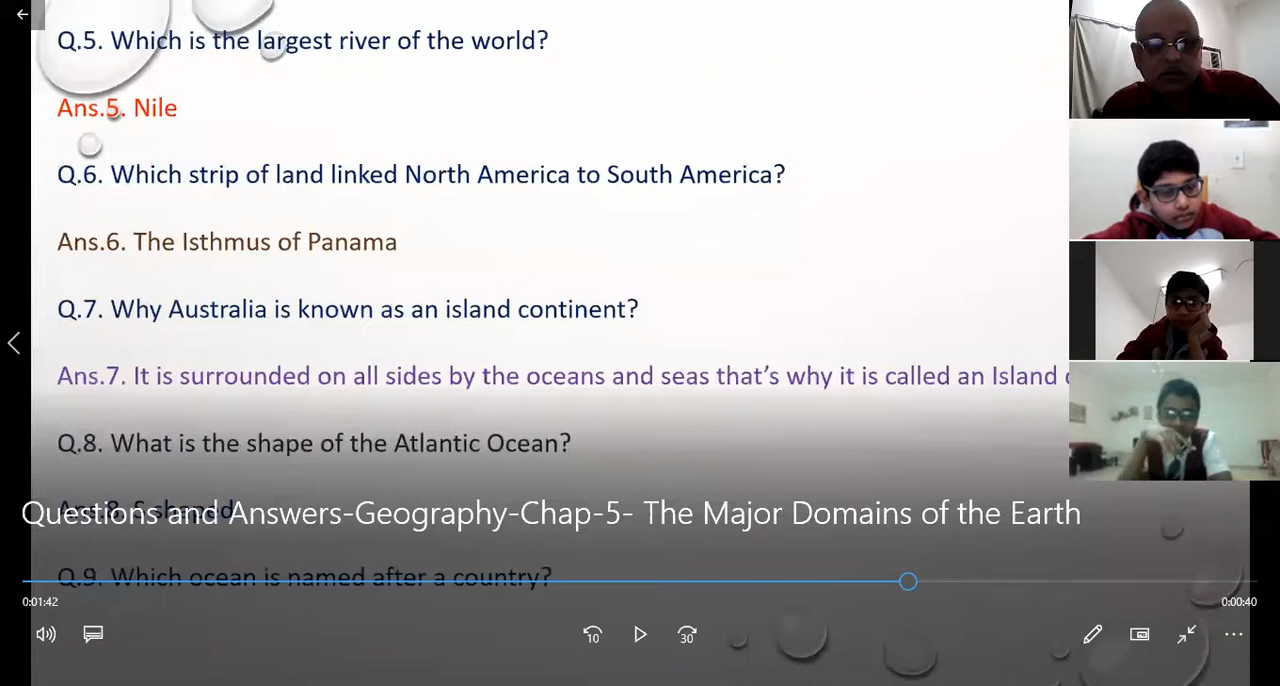 Q.5. Which is the largest river of the world?
Ans.5. Nile
Q.6. Which strip of land linked North America to South America?
Ans.6. The Isthmus of Panama
Q.7. Why Australia is known as an island continent?
Ans.7. It is surrounded on all sides by the oceans and seas that's why it is called an Island
Q.8. What is the shape of the Atlantic Ocean?
Ans.8. S shaped
Questions and Answers-Geography-Chap-5- The Major Domains of the Earth
Q.9. Which ocean is named after a country?
0:01:42
0:00:40
10
30